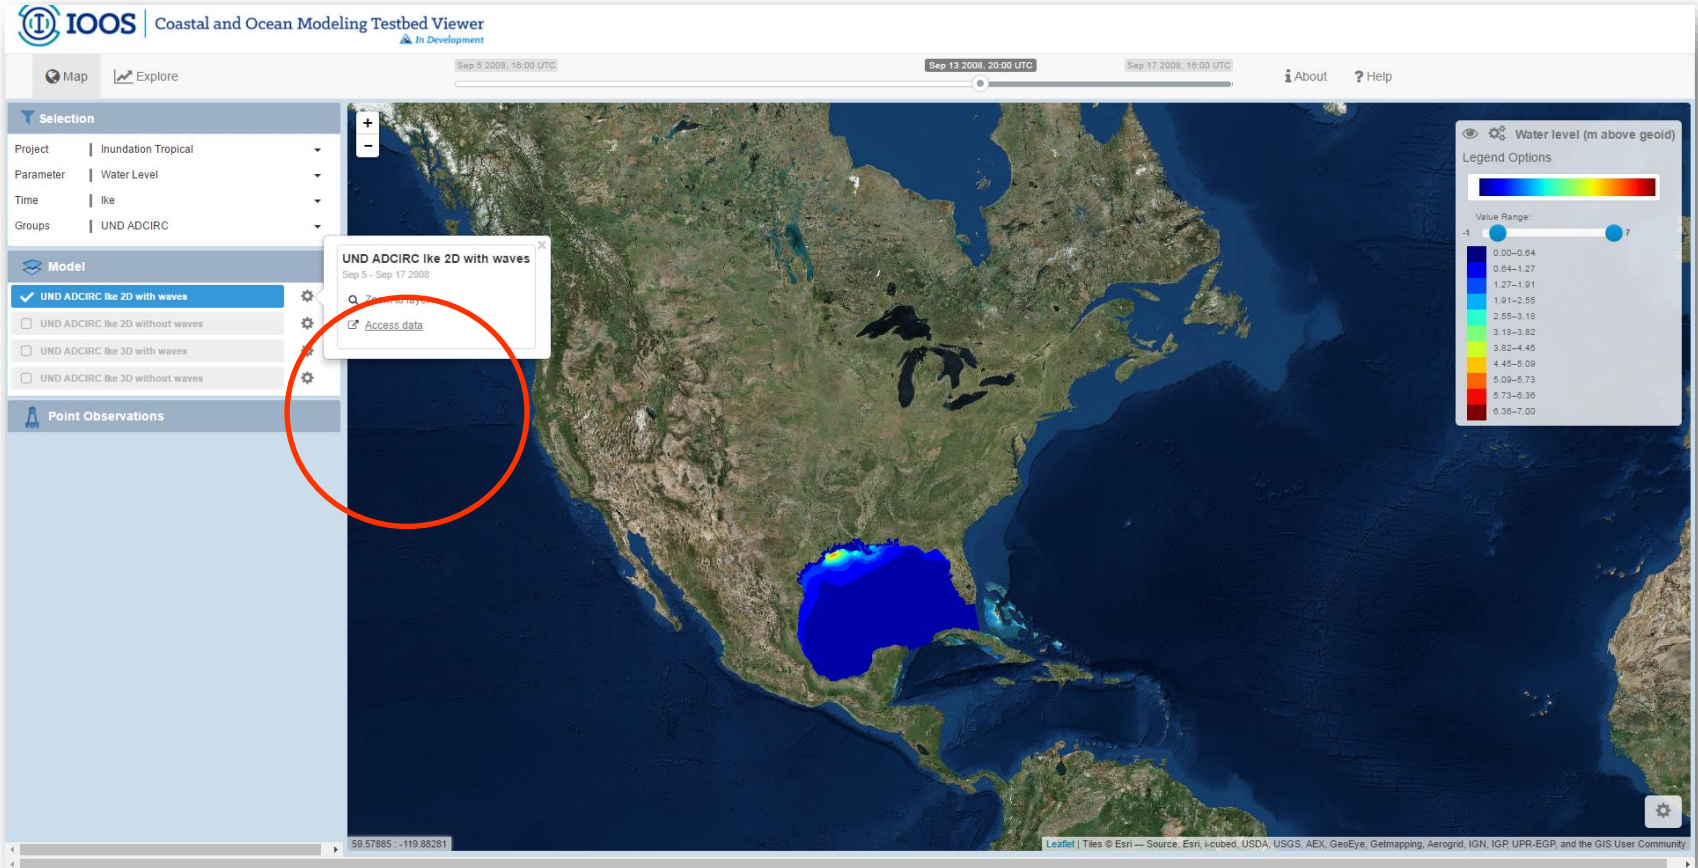 IOOS Coastal and Ocean Modeling Testbed Viewer
In Development
Map Explore
Sep 5 2008, 16:00 UTC
Sep 13 2008, 20:00 UTC
Sep 17 2008, 16:00 UTC
About ? Help
Selection
Project Inundation Tropical
Parameter Water Level
Time Ike
Groups UND ADCIRC
Model
UND ADCIRC Ike 2D with waves
UND ADCIRC Ike 2D without waves
UND ADCIRC Ike 3D with waves
UND ADCIRC Ike 3D without waves
Point Observations
+
-
UND ADCIRC Ike 2D with waves
Sep 5 - Sep 17 2008
Zoom to layer
Access data
Water level (m above geoid)
Legend Options
Value Range:
-1 7
0.00–0.64
0.64–1.27
1.27–1.91
1.91–2.55
2.55–3.18
3.18–3.82
3.82–4.45
4.45–5.09
5.09–5.73
5.73–6.36
6.36–7.00
59.57885 : -119.88281
Leaflet | Tiles © Esri — Source: Esri, i-cubed, USDA, USGS, AEX, GeoEye, Getmapping, Aerogrid, IGN, IGP, UPR-EGP, and the GIS User Community